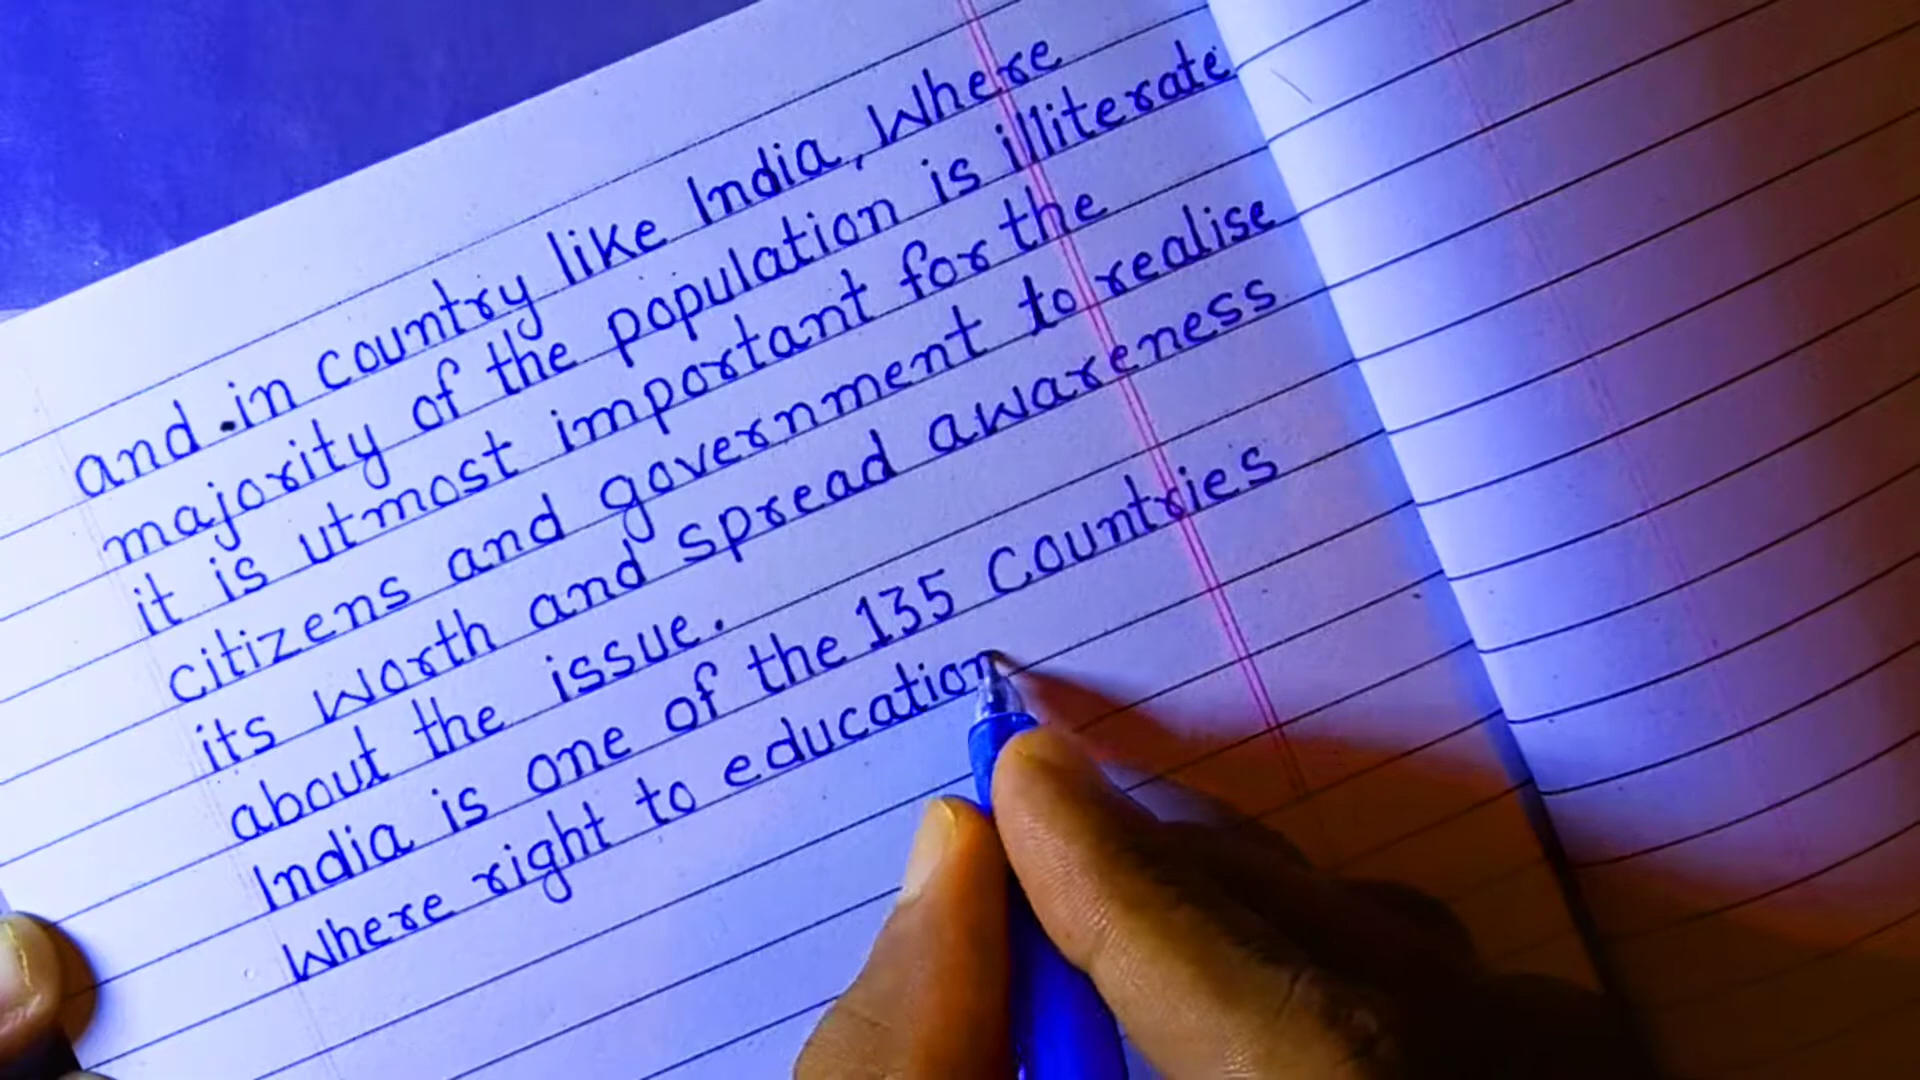 and in country like India, Where
majority of the population is illiterate
it is utmost important for the
citizens and government to realise
its worth and spread awareness
about the issue.
India is one of the 135 Countries
Where right to education